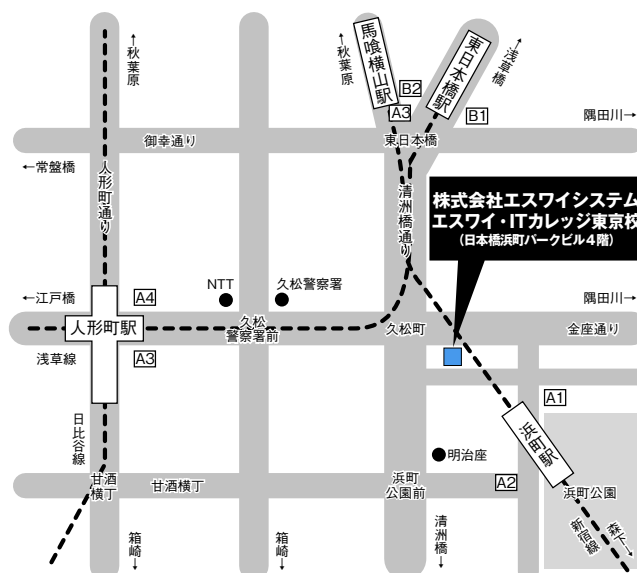 ↑秋葉原
↑秋葉原
馬喰横山駅
東日本橋駅
↑浅草橋
B2
A3
B1
隅田川→
御幸通り
東日本橋
←常盤橋
人形町通り
清洲橋通り
株式会社エスワイシステム
エスワイ・ITカレッジ東京校
(日本橋浜町パークビル4階)
NTT
久松警察署
←江戸橋
A4
隅田川→
人形町駅
久松
警察署前
久松町
金座通り
浅草線
A3
A1
日比谷線
浜町駅
明治座
甘酒
横丁
甘酒横丁
浜町
公園前
A2
浜町公園
新宿線
森下→
箱崎→
箱崎→
清洲橋→